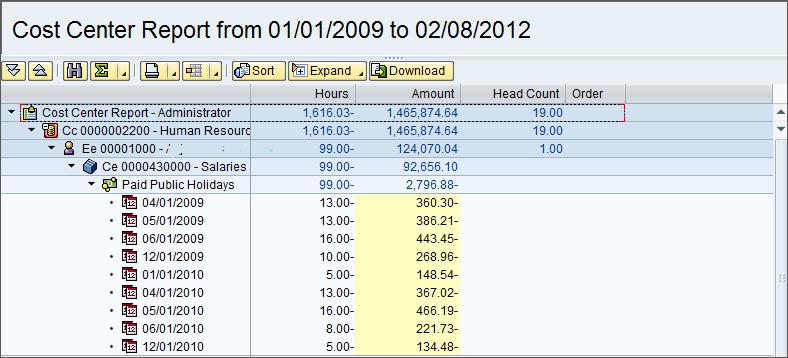 Cost Center Report from 01/01/2009 to 02/08/2012
Sort Expand Download
Hours Amount Head Count Order
Cost Center Report - Administrator 1,616.03- 1,465,874.64 19.00
Cc 0000002200 - Human Resourc 1,616.03- 1,465,874.64 19.00
Ee 00001000 - 99.00- 124,070.04 1.00
Ce 0000430000 - Salaries 99.00- 92,656.10
Paid Public Holidays 99.00- 2,796.88-
04/01/2009 13.00- 360.30-
05/01/2009 13.00- 386.21-
06/01/2009 16.00- 443.45-
12/01/2009 10.00- 268.96-
01/01/2010 5.00- 148.54-
04/01/2010 13.00- 367.02-
05/01/2010 16.00- 466.19-
06/01/2010 8.00- 221.73-
12/01/2010 5.00- 134.48-